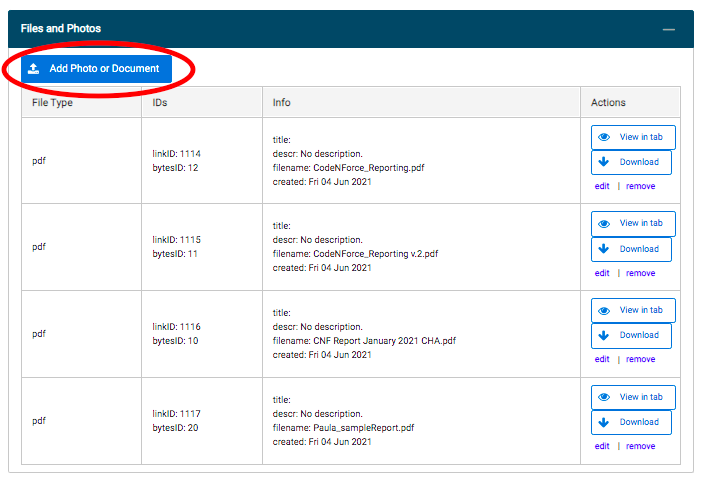 Files and Photos
Add Photo or Document
File Type IDs Info Actions
pdf
linkID: 1114
bytesID: 12
title:
descr: No description.
filename: CodeNForce_Reporting.pdf
created: Fri 04 Jun 2021
View in tab
Download
edit | remove
pdf
linkID: 1115
bytesID: 11
title:
descr: No description.
filename: CodeNForce_Reporting v.2.pdf
created: Fri 04 Jun 2021
View in tab
Download
edit | remove
pdf
linkID: 1116
bytesID: 10
title:
descr: No description.
filename: CNF Report January 2021 CHA.pdf
created: Fri 04 Jun 2021
View in tab
Download
edit | remove
pdf
linkID: 1117
bytesID: 20
title:
descr: No description.
filename: Paula_sampleReport.pdf
created: Fri 04 Jun 2021
View in tab
Download
edit | remove